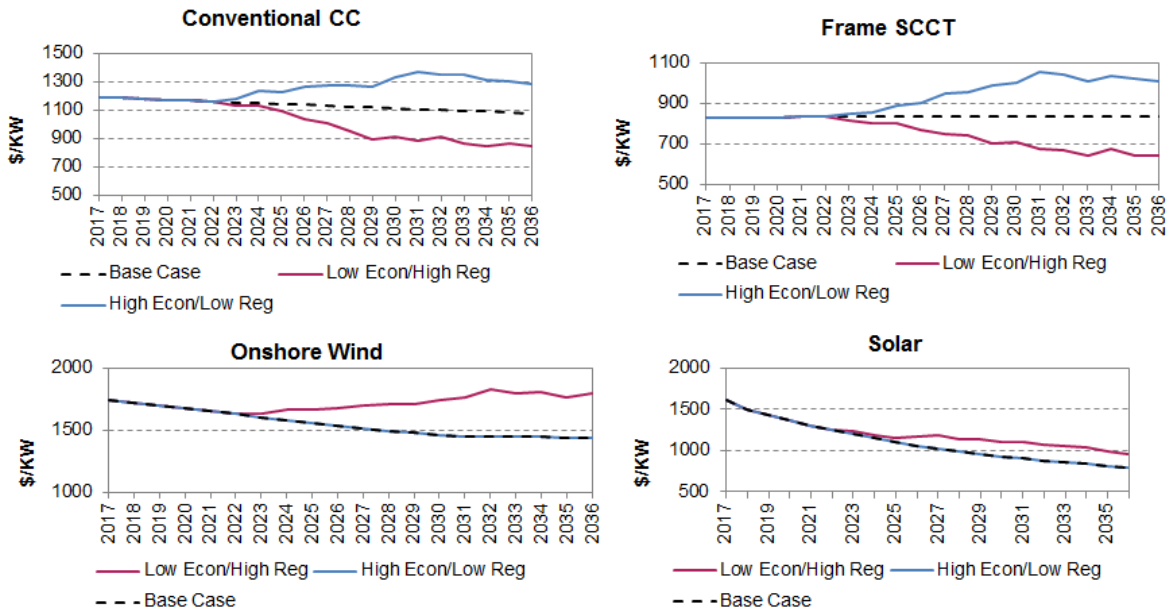 Conventional CC
1500
1300
1100
900
700
500
$/KW
2017 2018 2019 2020 2021 2022 2023 2024 2025 2026 2027 2028 2029 2030 2031 2032 2033 2034 2035 2036
Base Case Low Econ/High Reg
High Econ/Low Reg
Frame SCCT
1100
900
700
500
$/KW
2017 2018 2019 2020 2021 2022 2023 2024 2025 2026 2027 2028 2029 2030 2031 2032 2033 2034 2035 2036
Base Case Low Econ/High Reg
High Econ/Low Reg
Onshore Wind
2000
1500
1000
$/KW
2017 2018 2019 2020 2021 2022 2023 2024 2025 2026 2027 2028 2029 2030 2031 2032 2033 2034 2035 2036
Low Econ/High Reg High Econ/Low Reg
Base Case
Solar
2000
1500
1000
500
$/KW
2017 2019 2021 2023 2025 2027 2029 2031 2033 2035
Low Econ/High Reg High Econ/Low Reg
Base Case